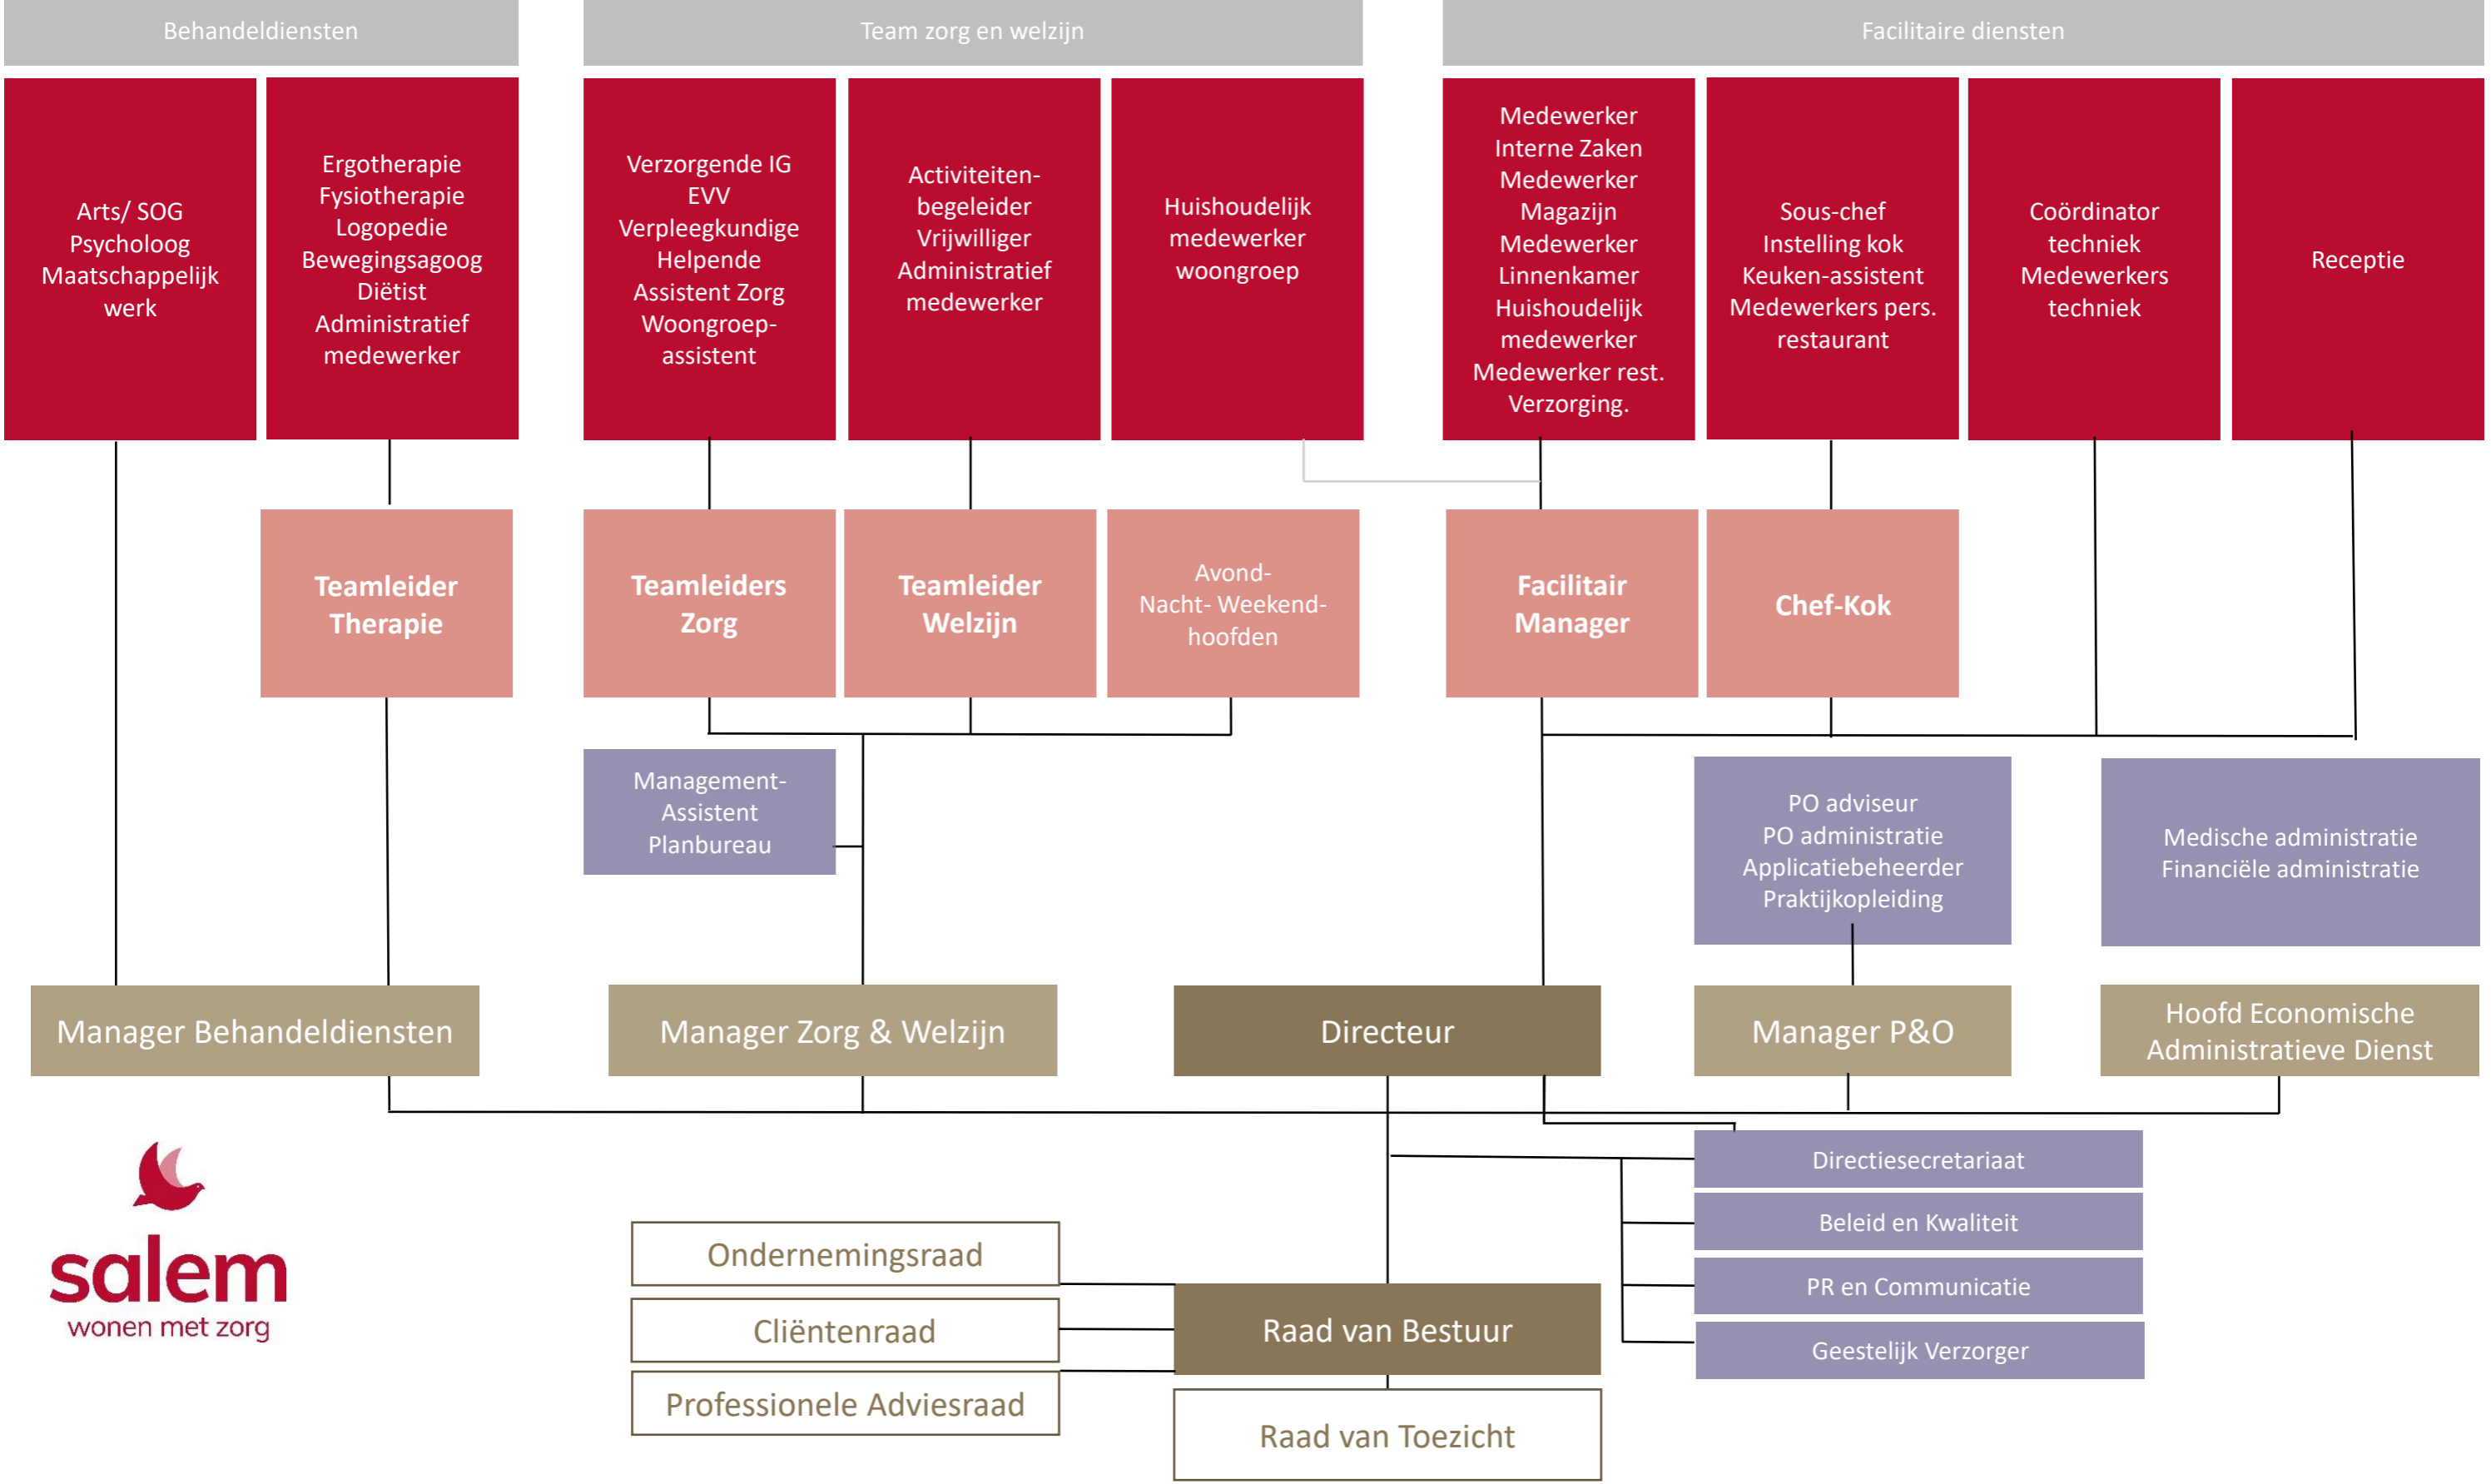 Behandeldiensten
Team zorg en welzijn
Facilitaire diensten
Arts/ SOG
Psycholoog
Maatschappelijk
werk
Ergotherapie
Fysiotherapie
Logopedie
Bewegingsagoog
Diëtist
Administratief
medewerker
Verzorgende IG
EVV
Verpleegkundige
Helpende
Assistent Zorg
Woongroep-
assistent
Activiteiten-
begeleider
Vrijwilliger
Administratief
medewerker
Huishoudelijk
medewerker
woongroep
Medewerker
Interne Zaken
Medewerker
Magazijn
Medewerker
Linnenkamer
Huishoudelijk
medewerker
Medewerker rest.
Verzorging.
Sous-chef
Instelling kok
Keuken-assistent
Medewerkers pers.
restaurant
Coördinator
techniek
Medewerkers
techniek
Receptie
Teamleider
Therapie
Teamleiders
Zorg
Teamleider
Welzijn
Avond-
Nacht- Weekend-
hoofden
Facilitair
Manager
Chef-Kok
Management-
Assistent
Planbureau
PO adviseur
PO administratie
Applicatiebeheerder
Praktijkopleiding
Medische administratie
Financiële administratie
Manager Behandeldiensten
Manager Zorg & Welzijn
Directeur
Manager P&O
Hoofd Economische
Administratieve Dienst
Directiesecretariaat
Beleid en Kwaliteit
PR en Communicatie
Geestelijk Verzorger
Ondernemingsraad
Cliëntenraad
Professionele Adviesraad
Raad van Bestuur
Raad van Toezicht
salem
wonen met zorg